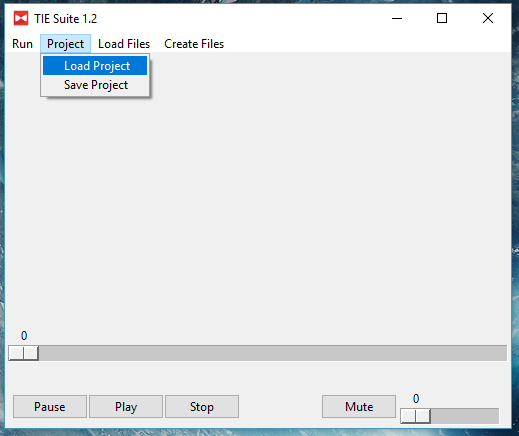 TIE Suite 1.2
Run Project Load Files Create Files
Load Project
Save Project
0
Pause Play Stop Mute 0